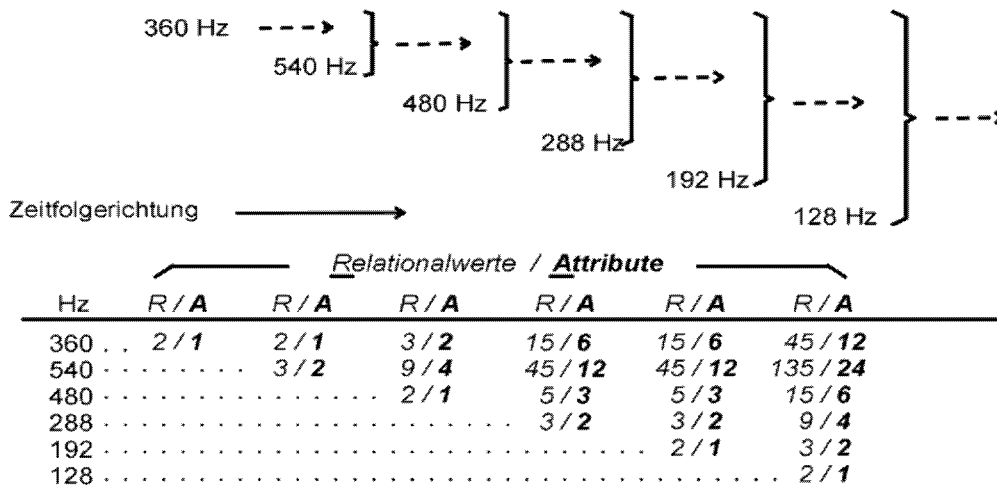 360 Hz
540 Hz
480 Hz
288 Hz
192 Hz
128 Hz
Zeitfolgerichtung
Relationalwerte / Attribute
Hz R / A R / A R / A R / A R / A R / A
360 . . 2 / 1 2 / 1 3 / 2 15 / 6 15 / 6 45 / 12
540 . . . . . . . . 3 / 2 9 / 4 45 / 12 45 / 12 135 / 24
480 . . . . . . . . . . . . . . . 2 / 1 5 / 3 5 / 3 15 / 6
288 . . . . . . . . . . . . . . . . . . . . . . 3 / 2 3 / 2 9 / 4
192 . . . . . . . . . . . . . . . . . . . . . . . . . . . . . 2 / 1 3 / 2
128 . . . . . . . . . . . . . . . . . . . . . . . . . . . . . . . . . . . . 2 / 1